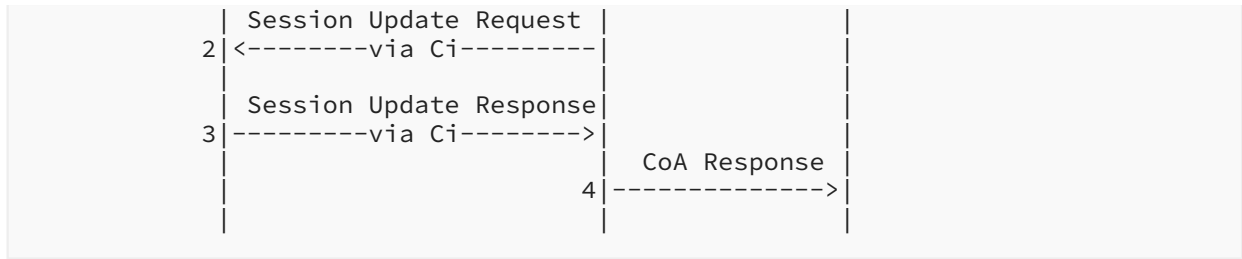 | Session Update Request |               |
2|<--------via Ci---------|               |
|                        |               |
| Session Update Response|               |
3|---------via Ci-------->|               |
|                        |  CoA Response |
|                       4|-------------->|
|                        |               |